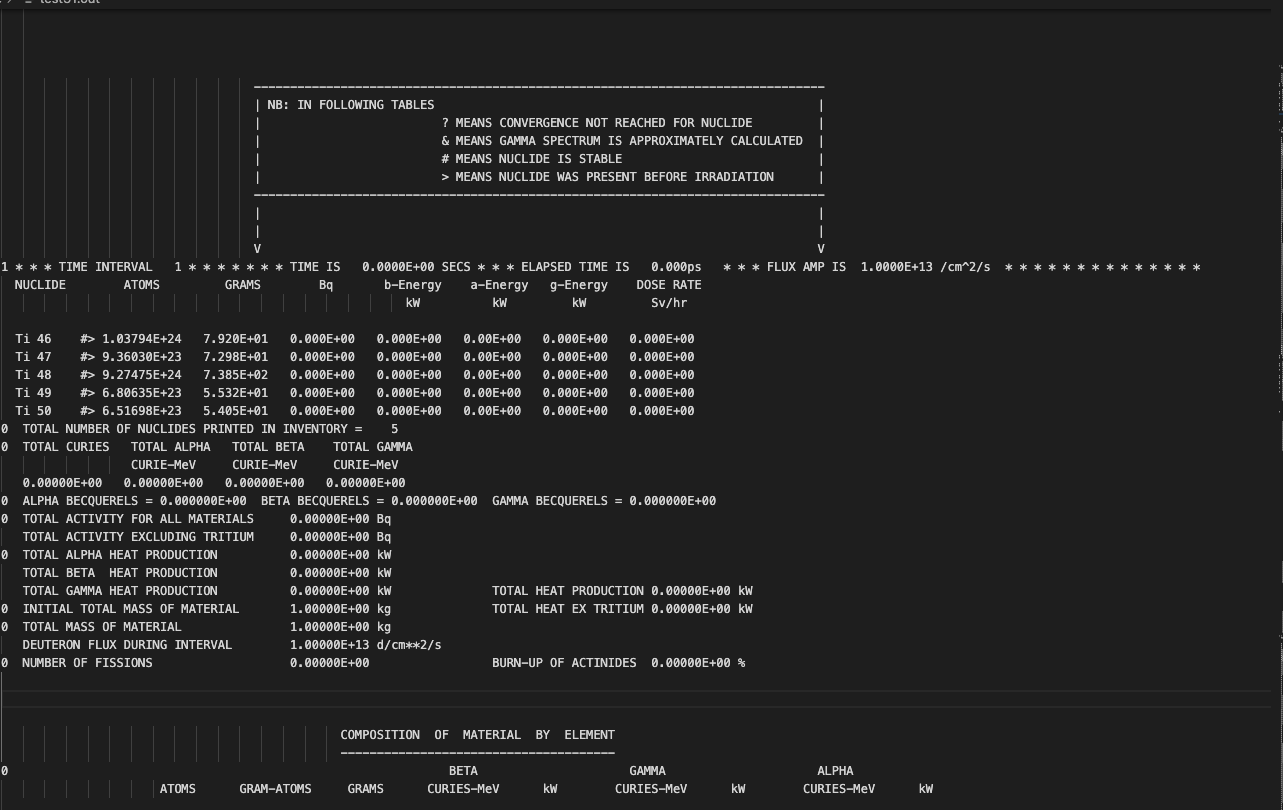 NB: IN FOLLOWING TABLES
? MEANS CONVERGENCE NOT REACHED FOR NUCLIDE
& MEANS GAMMA SPECTRUM IS APPROXIMATELY CALCULATED
# MEANS NUCLIDE IS STABLE
> MEANS NUCLIDE WAS PRESENT BEFORE IRRADIATION
V V
1 * * * TIME INTERVAL 1 * * * * * * * TIME IS 0.0000E+00 SECS * * * ELAPSED TIME IS 0.000ps * * * FLUX AMP IS 1.0000E+13 /cm^2/s * * * * * * * * * * * * * *
NUCLIDE ATOMS GRAMS Bq b-Energy a-Energy g-Energy DOSE RATE
kW kW kW Sv/hr
Ti 46 #> 1.03794E+24 7.920E+01 0.000E+00 0.000E+00 0.000E+00 0.000E+00 0.000E+00
Ti 47 #> 9.36030E+23 7.298E+01 0.000E+00 0.000E+00 0.000E+00 0.000E+00 0.000E+00
Ti 48 #> 9.27475E+24 7.385E+02 0.000E+00 0.000E+00 0.000E+00 0.000E+00 0.000E+00
Ti 49 #> 6.80635E+23 5.532E+01 0.000E+00 0.000E+00 0.000E+00 0.000E+00 0.000E+00
Ti 50 #> 6.51698E+23 5.405E+01 0.000E+00 0.000E+00 0.000E+00 0.000E+00 0.000E+00
0 TOTAL NUMBER OF NUCLIDES PRINTED IN INVENTORY = 5
0 TOTAL CURIES TOTAL ALPHA TOTAL BETA TOTAL GAMMA
CURIE-MeV CURIE-MeV CURIE-MeV
0.00000E+00 0.00000E+00 0.00000E+00 0.00000E+00
0 ALPHA BECQUERELS = 0.000000E+00 BETA BECQUERELS = 0.000000E+00 GAMMA BECQUERELS = 0.000000E+00
0 TOTAL ACTIVITY FOR ALL MATERIALS 0.00000E+00 Bq
TOTAL ACTIVITY EXCLUDING TRITIUM 0.00000E+00 Bq
0 TOTAL ALPHA HEAT PRODUCTION 0.00000E+00 kW
TOTAL BETA HEAT PRODUCTION 0.00000E+00 kW
TOTAL GAMMA HEAT PRODUCTION 0.00000E+00 kW TOTAL HEAT PRODUCTION 0.00000E+00 kW
0 INITIAL TOTAL MASS OF MATERIAL 1.00000E+00 kg TOTAL HEAT EX TRITIUM 0.00000E+00 kW
0 TOTAL MASS OF MATERIAL 1.00000E+00 kg
DEUTERON FLUX DURING INTERVAL 1.00000E+13 d/cm**2/s
0 NUMBER OF FISSIONS 0.00000E+00 BURN-UP OF ACTINIDES 0.00000E+00 %
COMPOSITION OF MATERIAL BY ELEMENT
0 BETA GAMMA ALPHA
ATOMS GRAM-ATOMS GRAMS CURIES-MeV kW CURIES-MeV kW CURIES-MeV kW